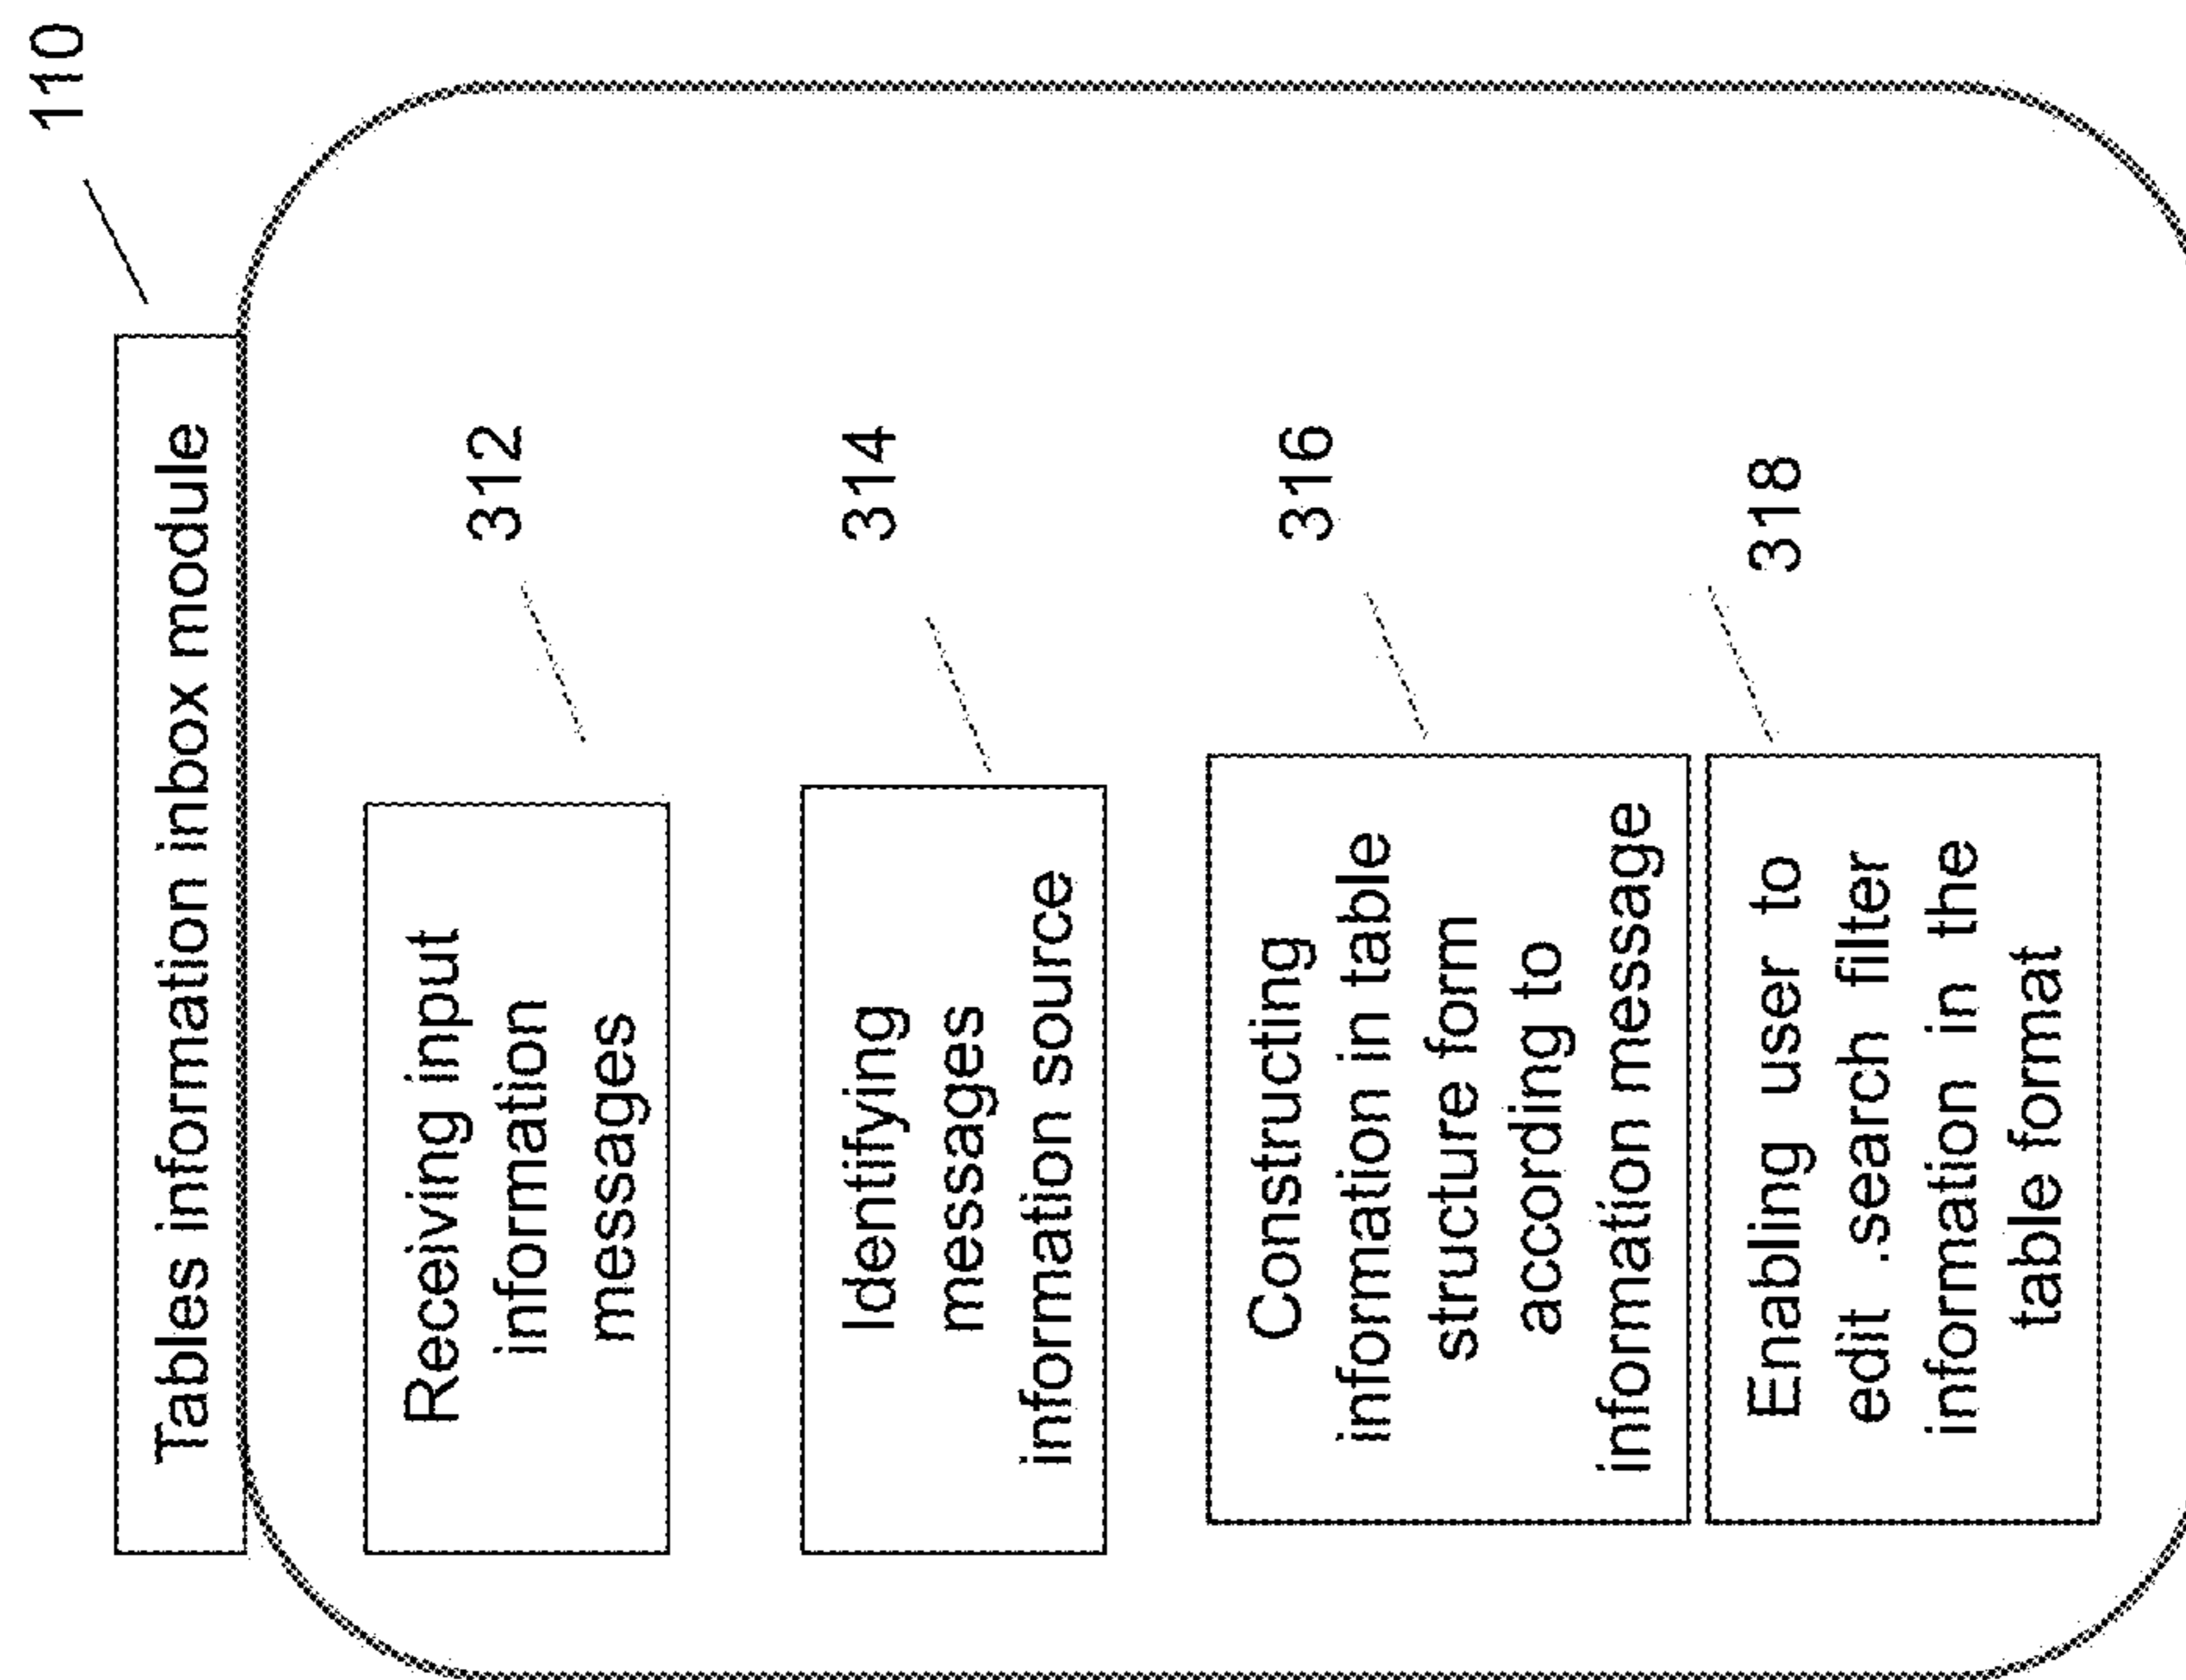 110
Tables information inbox module
Receiving input
information
messages
312
Identifying
messages
information source
314
Constructing
information in table
structure form
according to
information message
316
Enabling user to
edit .search filter
information in the
table format
318